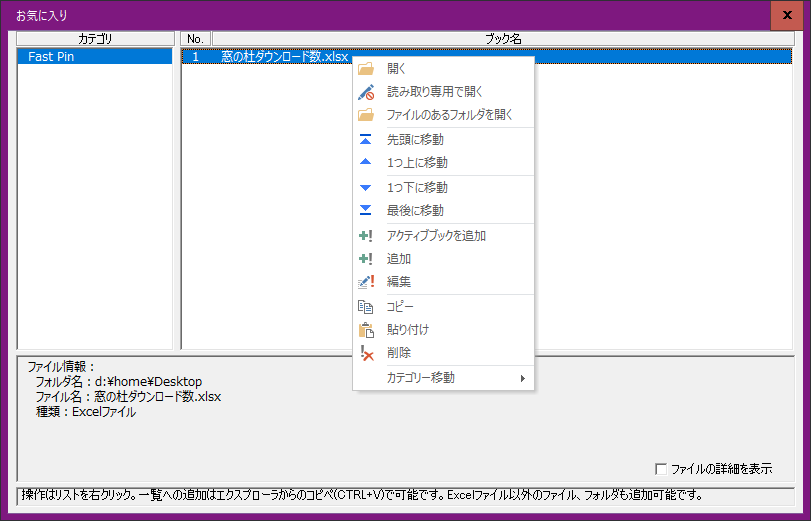 お気に入り
x
カテゴリ
No.
ブック名
Fast Pin
1
窓の杜ダウンロード数.xlsx
開く
読み取り専用で開く
ファイルのあるフォルダを開く
先頭に移動
1つ上に移動
1つ下に移動
最後に移動
アクティブブックを追加
追加
編集
コピー
貼り付け
削除
カテゴリー移動
ファイル情報：
フォルダ名：d:¥home¥Desktop
ファイル名：窓の杜ダウンロード数.xlsx
種類：Excelファイル
ファイルの詳細を表示
操作はリストを右クリック。一覧への追加はエクスプローラからのコピペ(CTRL+V)で可能です。Excelファイル以外のファイル、フォルダも追加可能です。